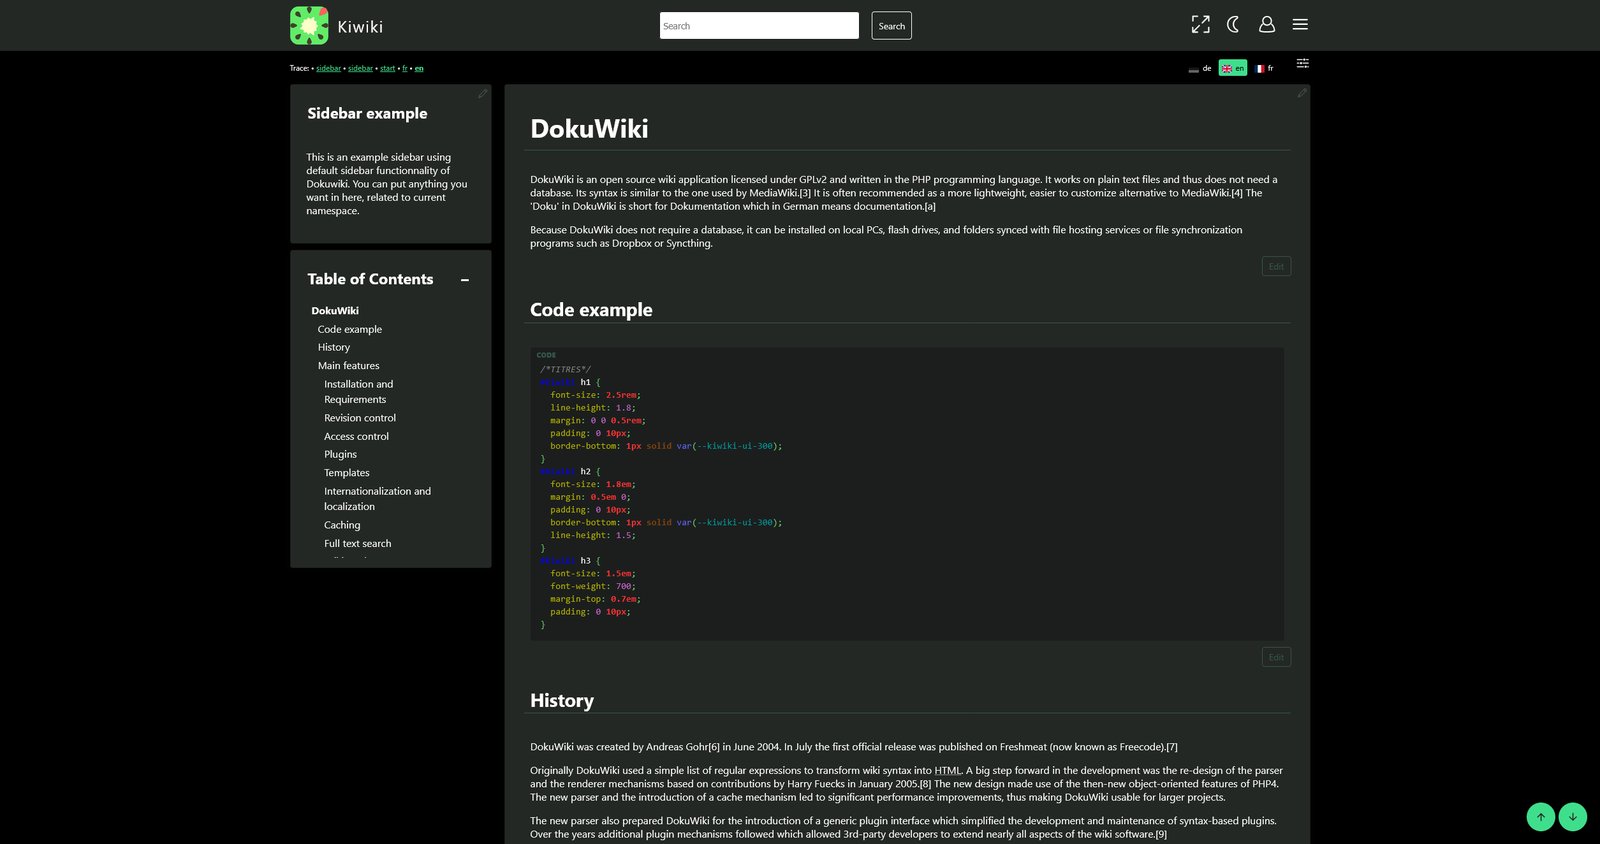 Kiwiki
Search
Search
Trace: • sidebar • sidebar • start • fr • en
de en fr
Sidebar example
This is an example sidebar using
default sidebar functionnality of
Dokuwiki. You can put anything you
want in here, related to current
namespace.
Table of Contents −
DokuWiki
Code example
History
Main features
Installation and
Requirements
Revision control
Access control
Plugins
Templates
Internationalization and
localization
Caching
Full text search
DokuWiki
DokuWiki is an open source wiki application licensed under GPLv2 and written in the PHP programming language. It works on plain text files and thus does not need a
database. Its syntax is similar to the one used by MediaWiki.[3] It is often recommended as a more lightweight, easier to customize alternative to MediaWiki.[4] The
'Doku' in DokuWiki is short for Dokumentation which in German means documentation.[a]
Because DokuWiki does not require a database, it can be installed on local PCs, flash drives, and folders synced with file hosting services or file synchronization
programs such as Dropbox or Syncthing.
Edit
Code example
CODE
/*TITRES*/
h1 {
font-size: 2.5rem;
line-height: 1.8;
margin: 0 0 0.5rem;
padding: 0 10px;
border-bottom: 1px solid var(--kiwiki-ui-300);
}
h2 {
font-size: 1.8em;
margin: 0.5em 0;
padding: 0 10px;
border-bottom: 1px solid var(--kiwiki-ui-300);
line-height: 1.5;
}
h3 {
font-size: 1.5em;
font-weight: 700;
margin-top: 0.7em;
padding: 0 10px;
}
Edit
History
DokuWiki was created by Andreas Gohr[6] in June 2004. In July the first official release was published on Freshmeat (now known as Freecode).[7]
Originally DokuWiki used a simple list of regular expressions to transform wiki syntax into HTML. A big step forward in the development was the re-design of the parser
and the renderer mechanisms based on contributions by Harry Fuecks in January 2005.[8] The new design made use of the then-new object-oriented features of PHP4.
The new parser and the introduction of a cache mechanism led to significant performance improvements, thus making DokuWiki usable for larger projects.
The new parser also prepared DokuWiki for the introduction of a generic plugin interface which simplified the development and maintenance of syntax-based plugins.
Over the years additional plugin mechanisms followed which allowed 3rd-party developers to extend nearly all aspects of the wiki software.[9]